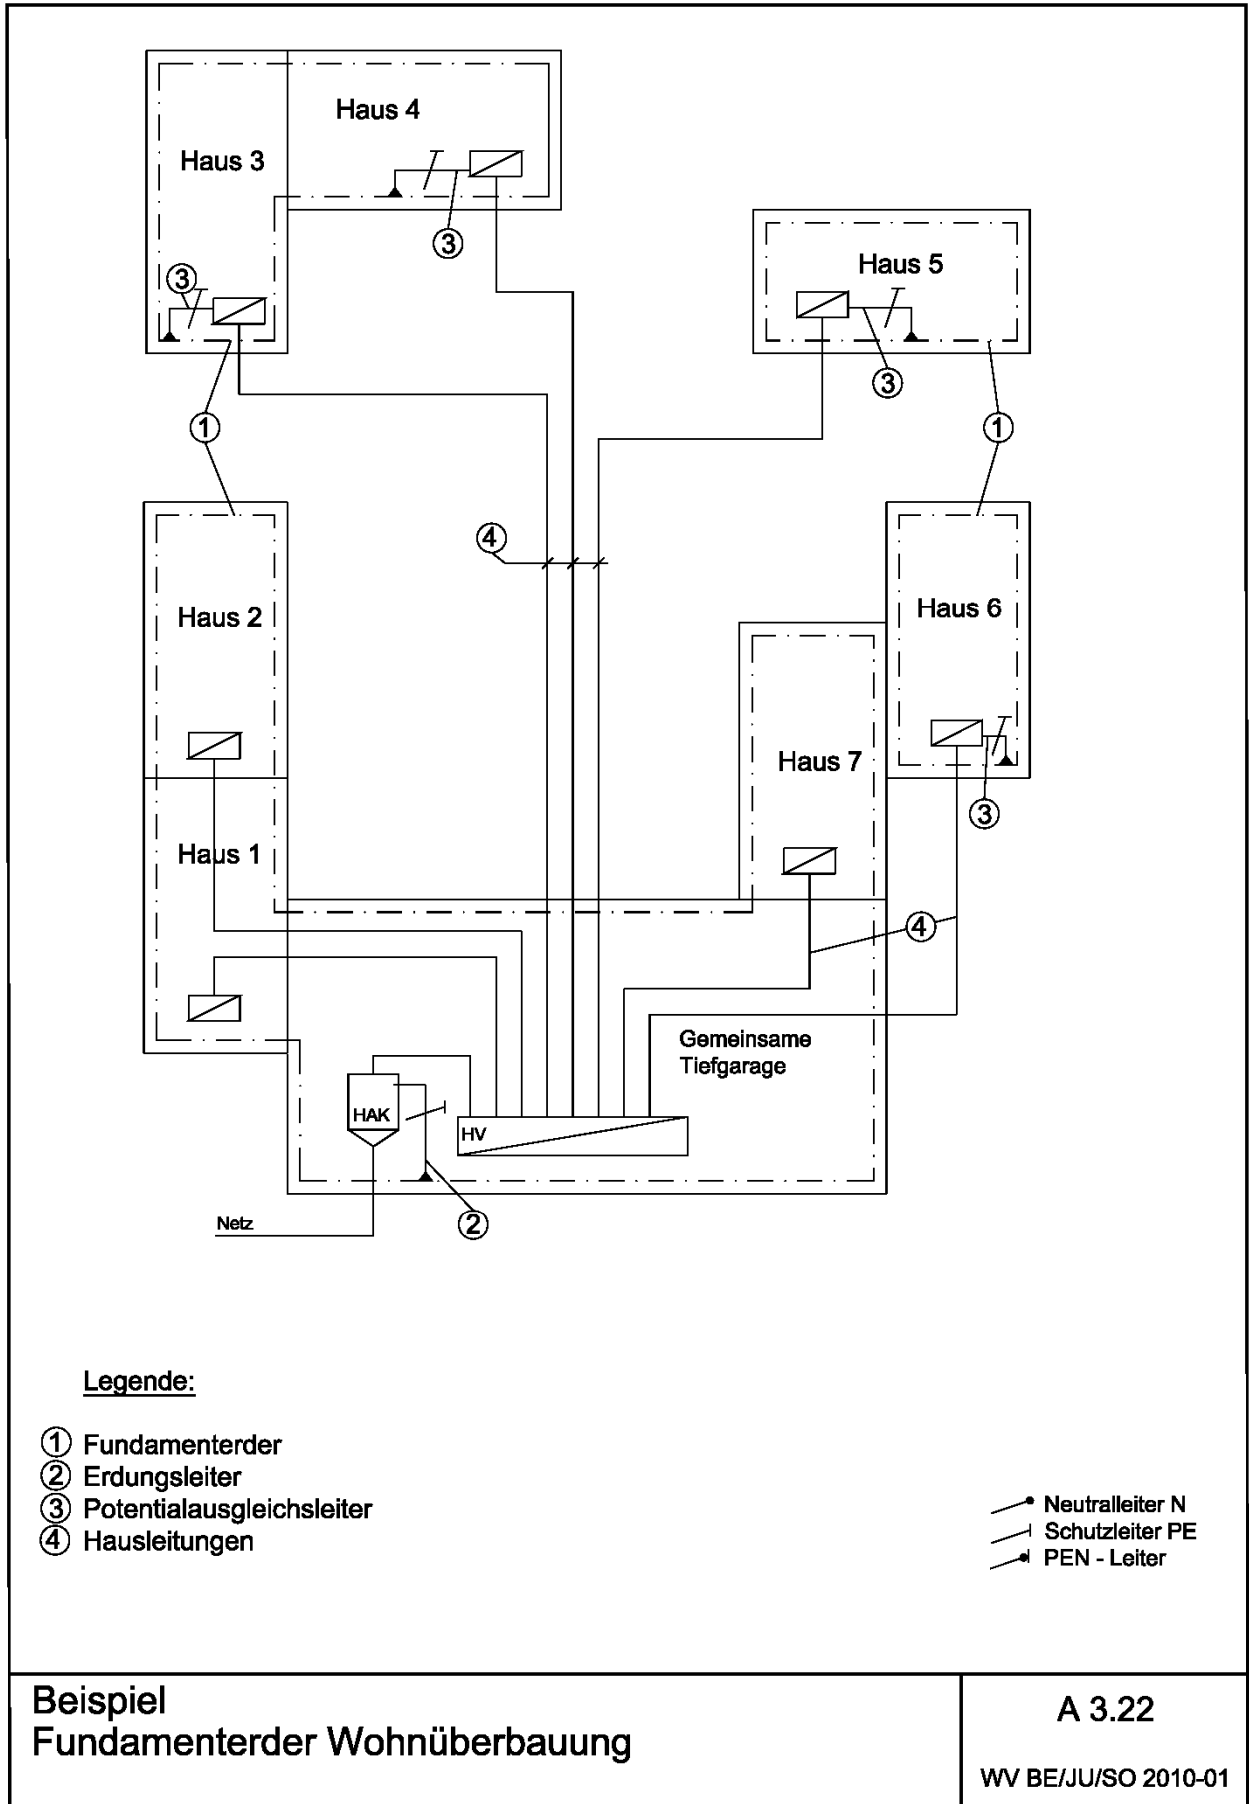 Haus 4
Haus 3
3
3
Haus 5
3
1
1
4
Haus 2
Haus 6
Haus 7
3
Haus 1
4
Gemeinsame
Tiefgarage
HAK
HV
Netz
2
Legende:
1 Fundamenterder
2 Erdungsleiter
3 Potentialausgleichsleiter
4 Hausleitungen
Neutralleiter N
Schutzleiter PE
PEN - Leiter
Beispiel
Fundamenterder Wohnüberbauung
A 3.22
WV BE/JU/SO 2010-01